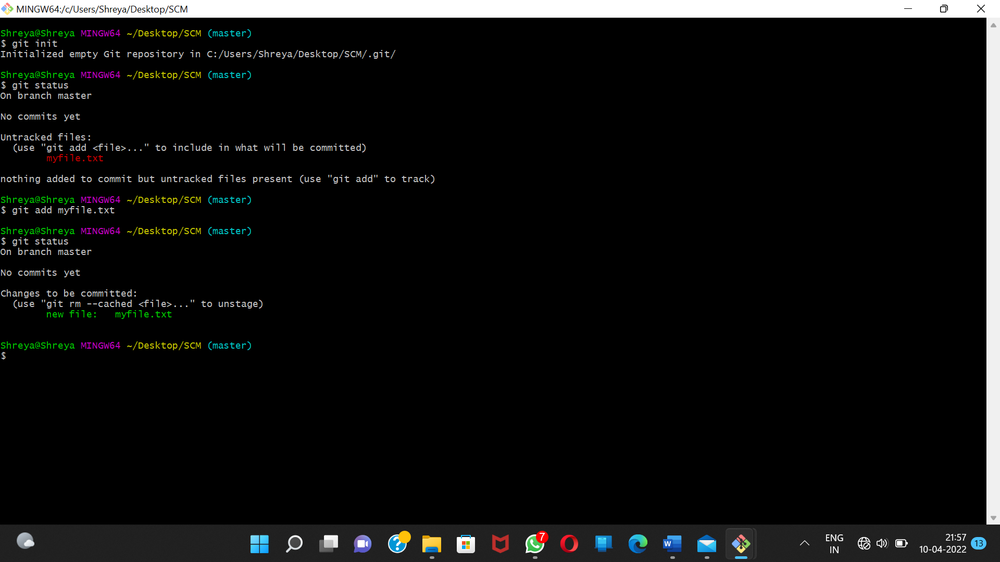 MINGW64:/c/Users/Shreya/Desktop/SCM
Shreya@Shreya MINGW64 ~/Desktop/SCM (master)
$ git init
Initialized empty Git repository in C:/Users/Shreya/Desktop/SCM/.git/
Shreya@Shreya MINGW64 ~/Desktop/SCM (master)
$ git status
On branch master
No commits yet
Untracked files:
  (use "git add <file>..." to include in what will be committed)
        myfile.txt
nothing added to commit but untracked files present (use "git add" to track)
Shreya@Shreya MINGW64 ~/Desktop/SCM (master)
$ git add myfile.txt
Shreya@Shreya MINGW64 ~/Desktop/SCM (master)
$ git status
On branch master
No commits yet
Changes to be committed:
  (use "git rm --cached <file>..." to unstage)
        new file:   myfile.txt
Shreya@Shreya MINGW64 ~/Desktop/SCM (master)
$
?
7
W
ENG
IN
21:57
10-04-2022
13